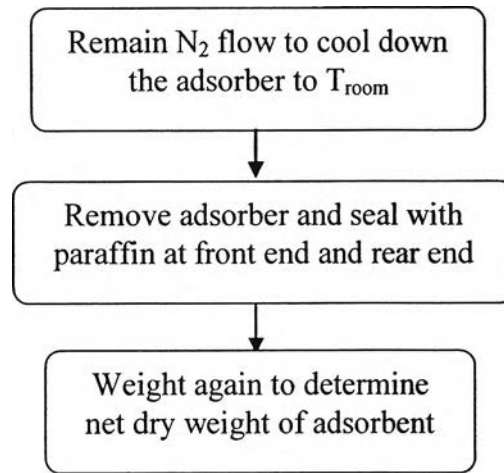 Remain N₂ flow to cool down
the adsorber to Tᵣₒₒₘ
Remove adsorber and seal with
paraffin at front end and rear end
Weight again to determine
net dry weight of adsorbent